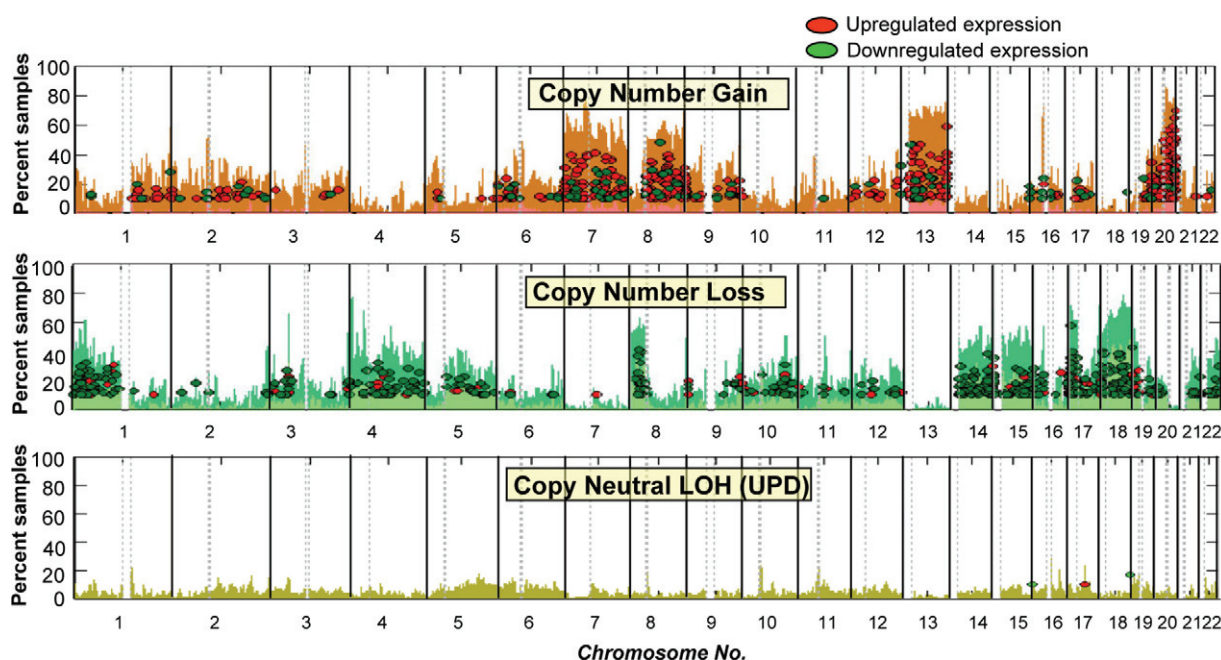 Upregulated expression
Downregulated expression
Copy Number Gain
Percent samples
100
80
60
40
20
0
1 2 3 4 5 6 7 8 9 10 11 12 13 14 15 16 17 18 19 20 21 22
Copy Number Loss
Percent samples
100
80
60
40
20
0
1 2 3 4 5 6 7 8 9 10 11 12 13 14 15 16 17 18 19 20 21 22
Copy Neutral LOH (UPD)
Percent samples
100
80
60
40
20
0
1 2 3 4 5 6 7 8 9 10 11 12 13 14 15 16 17 18 19 20 21 22
Chromosome No.